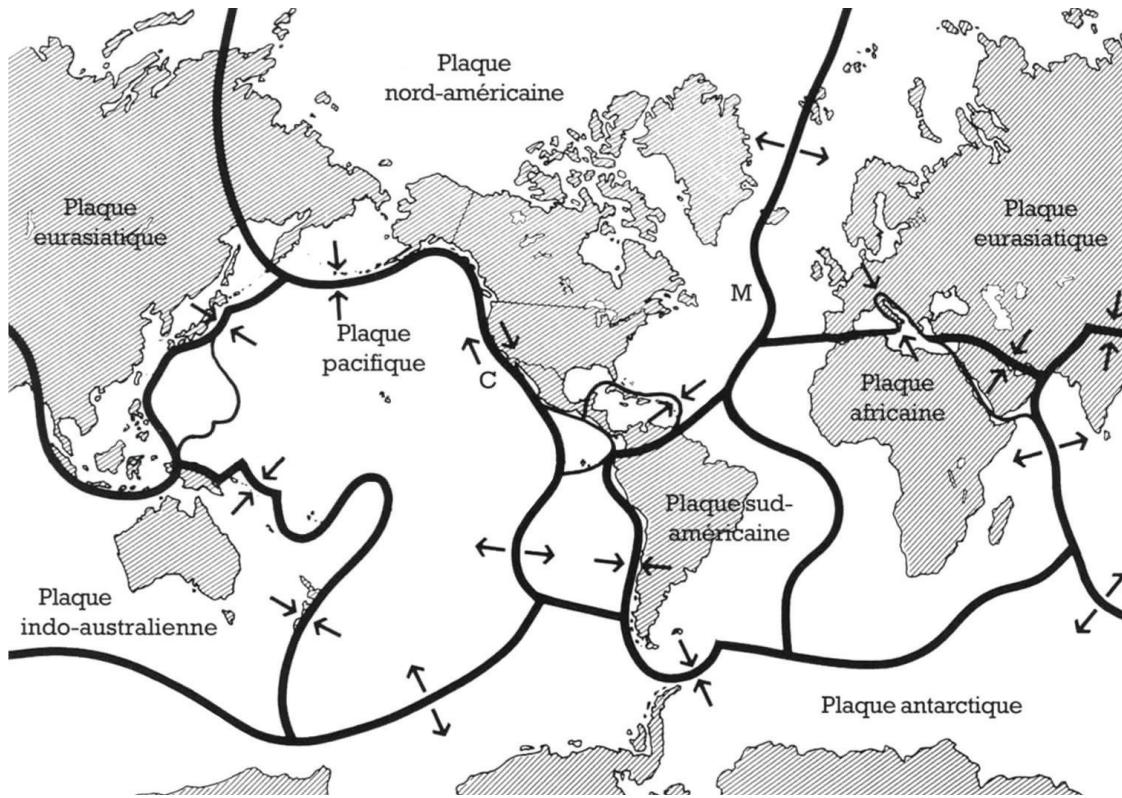 Plaque
nord-américaine
Plaque
eurasiatique
Plaque
eurasiatique
M
Plaque
pacifique
C
Plaque
africaine
Plaque sud-
américaine
Plaque
indo-australienne
Plaque antarctique